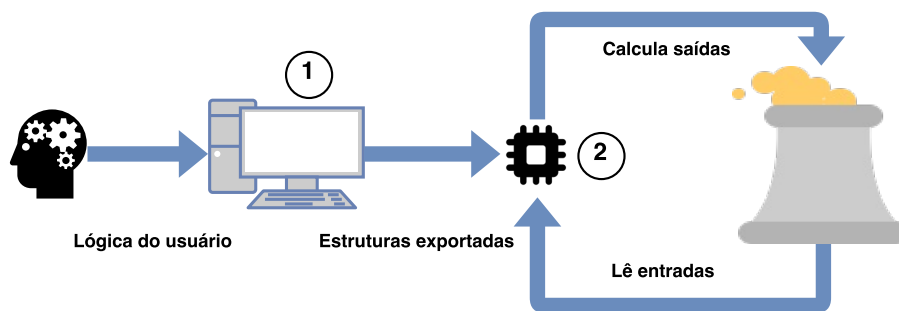 1
Calcula saídas
2
Lógica do usuário
Estruturas exportadas
Lê entradas